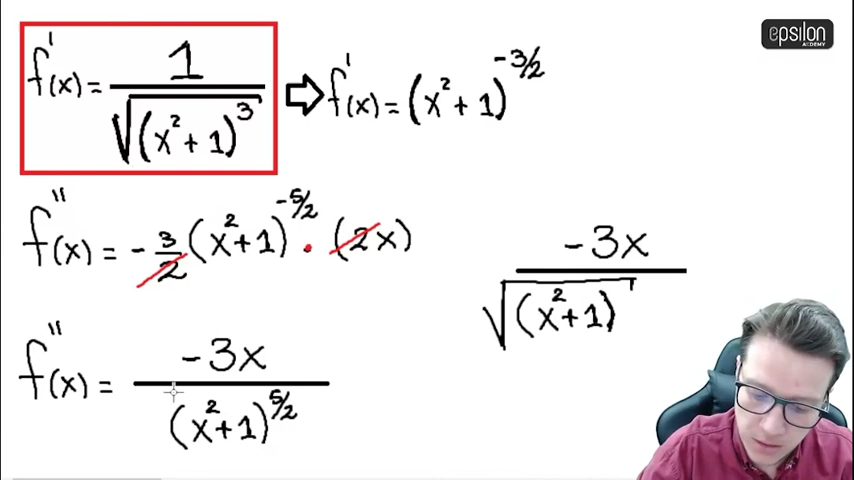 epsilon
ACADEMY
f'(x) = 1 / √(x² + 1)³ ⇒ f'(x) = (x² + 1)^(-3/2)
f''(x) = - 3/2 (x² + 1)^(-5/2) · (2x)
-3x / √(x² + 1)
f''(x) = -3x / (x² + 1)^(5/2)